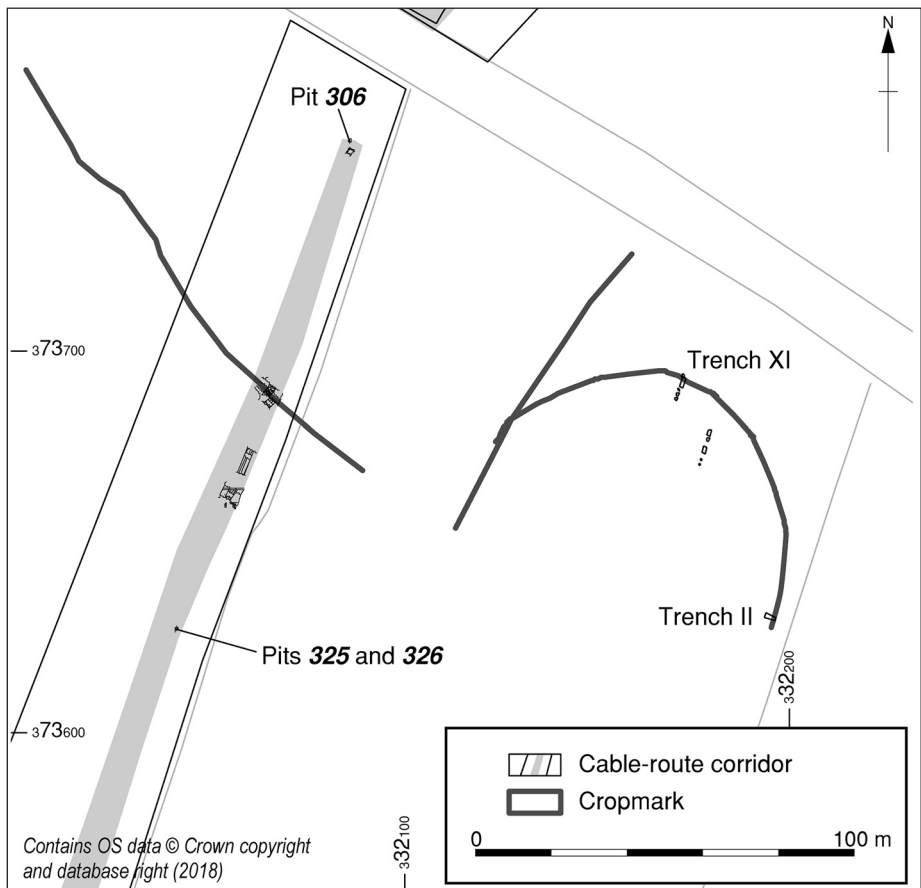 N
Pit 306
373700
Trench XI
Trench II
Pits 325 and 326
332200
373600
Cable-route corridor
Cropmark
0 100 m
332100
Contains OS data © Crown copyright
and database right (2018)